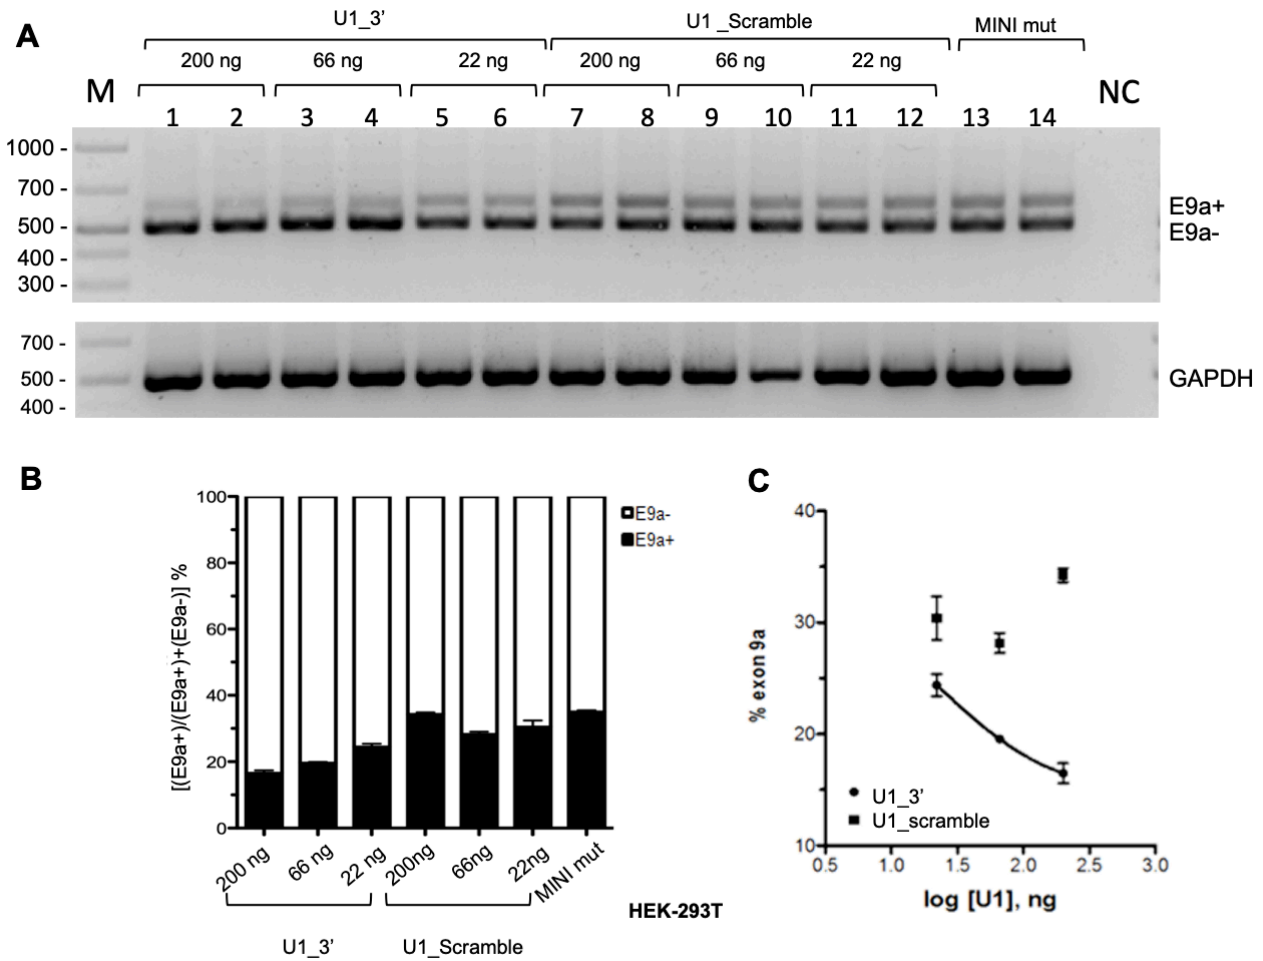 A
U1_3’
U1 _Scramble
MINI mut
200 ng
66 ng
22 ng
200 ng
66 ng
22 ng
M
NC
1 2 3 4 5 6 7 8 9 10 11 12 13 14
1000 -
700 -
500 -
400 -
300 -
E9a+
E9a-
700 -
500 -
400 -
GAPDH
B
[(E9a+)/(E9a+)+(E9a-)] %
100
80
60
40
20
0
E9a-
E9a+
200 ng
66 ng
22 ng
200ng
66ng
22ng
MINI mut
U1_3’
U1_Scramble
HEK-293T
C
% exon 9a
40
30
20
10
U1_3’
U1_scramble
0.5 1.0 1.5 2.0 2.5 3.0
log [U1], ng